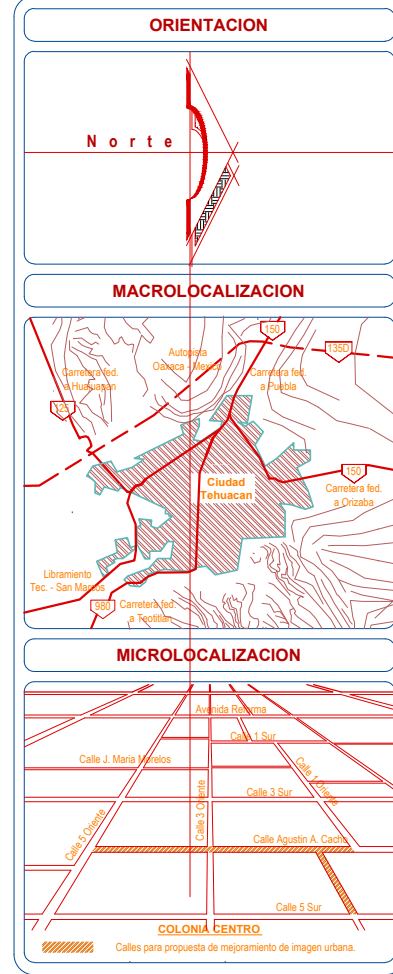 ORIENTACION
Norte
MACROLOCALIZACION
150
135D
Autopista
Oaxaca - Mexico
Carretera fed.
a Huajuapan
Carretera fed.
a Puebla
125
150
Ciudad
Tehuacan
Carretera fed.
a Orizaba
Libramiento
Tec. - San Marcos
980
Carretera fed.
a Teotitlan
MICROLOCALIZACION
Avenida Reforma
Calle 1 Sur
Calle J. Maria Morelos
Calle 1 Oriente
Calle 3 Sur
Calle 3 Oriente
Calle 5 Oriente
Calle Agustin A. Cacho
Calle 5 Sur
COLONIA CENTRO
Calles para propuesta de mejoramiento de imagen urbana.